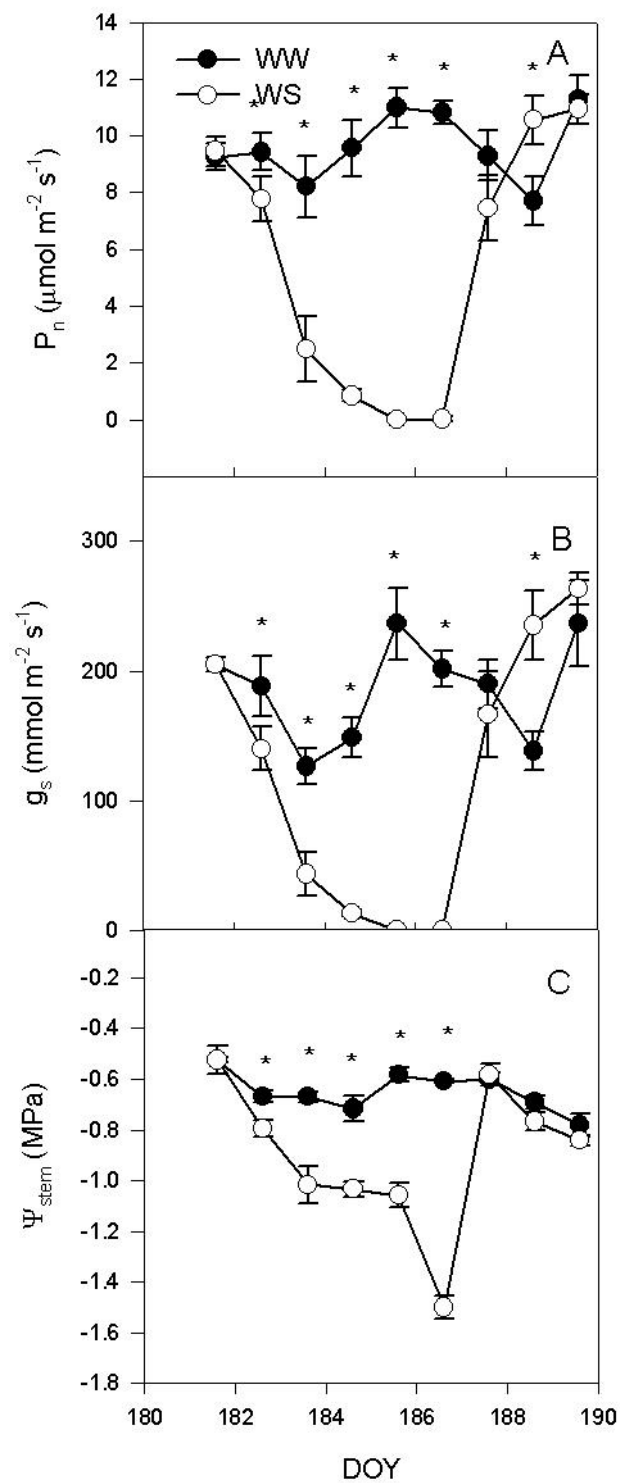 14
12
10
8
6
4
2
0
Pn (μmol m-2 s-1)
WW
WS
A
* * * * * * *
300
200
100
0
gs (mmol m-2 s-1)
B
* * * * * *
-0.2
-0.4
-0.6
-0.8
-1.0
-1.2
-1.4
-1.6
-1.8
Ψstem (MPa)
C
* * * * *
180 182 184 186 188 190
DOY